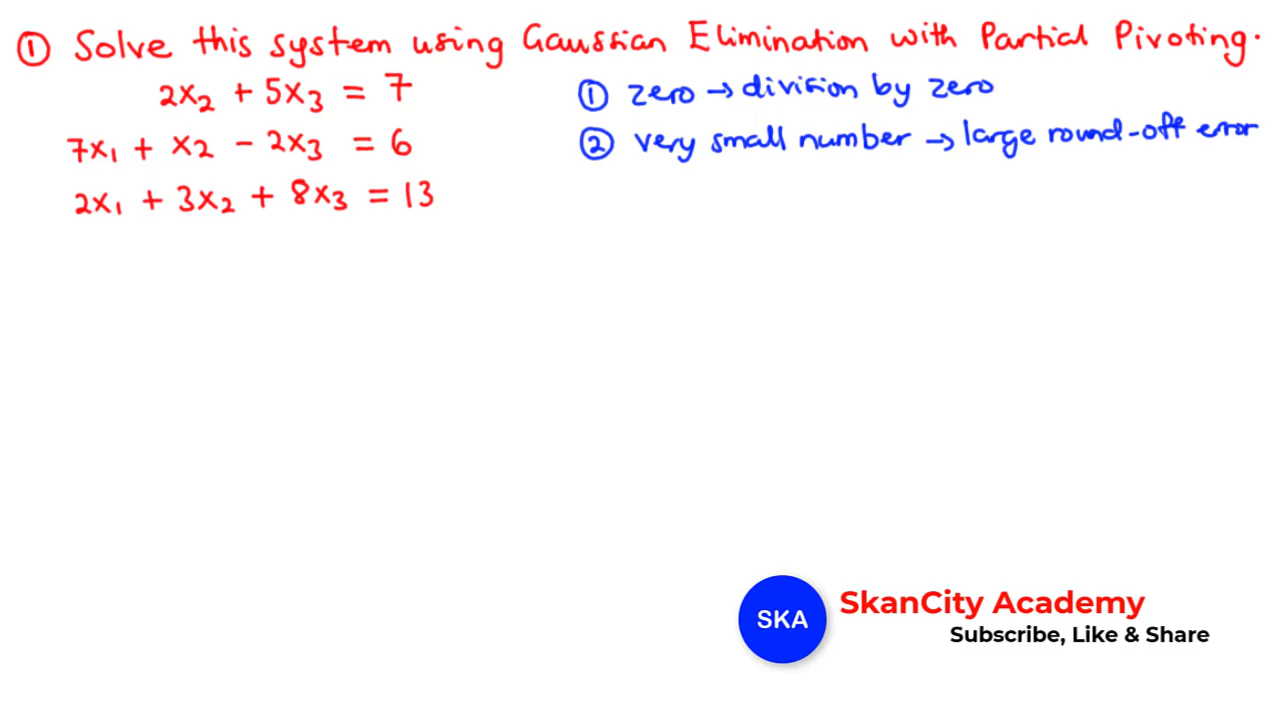 ① Solve this system using Gaussian Elimination with Partial Pivoting.
2x₂ + 5x₃ = 7
7x₁ + x₂ - 2x₃ = 6
2x₁ + 3x₂ + 8x₃ = 13
① zero → division by zero
② very small number → large round-off error
SKA
SkanCity Academy
Subscribe, Like & Share